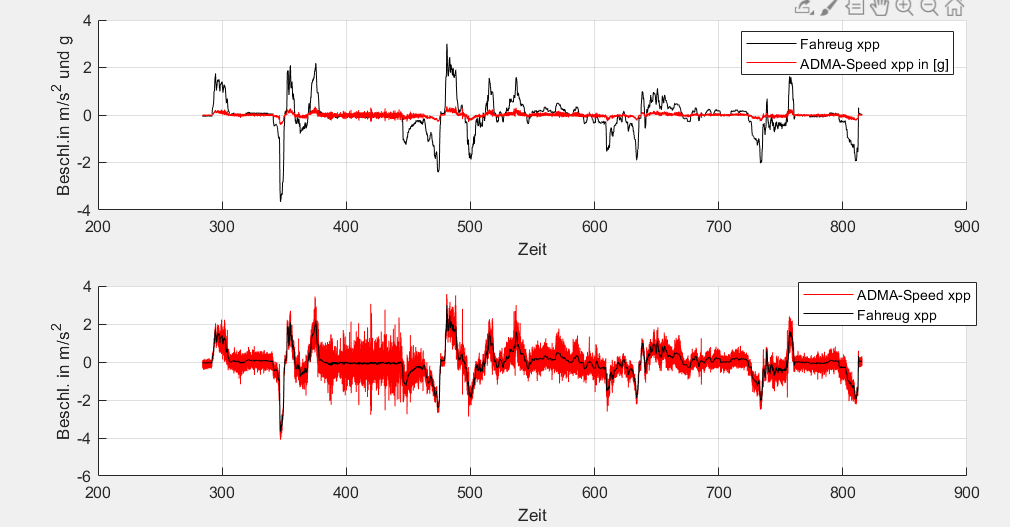 4
2
0
-2
-4
Beschl.in m/s2 und g
Fahreug xpp
ADMA-Speed xpp in [g]
200 300 400 500 600 700 800 900
Zeit
4
2
0
-2
-4
-6
Beschl. in m/s2
ADMA-Speed xpp
Fahreug xpp
200 300 400 500 600 700 800 900
Zeit